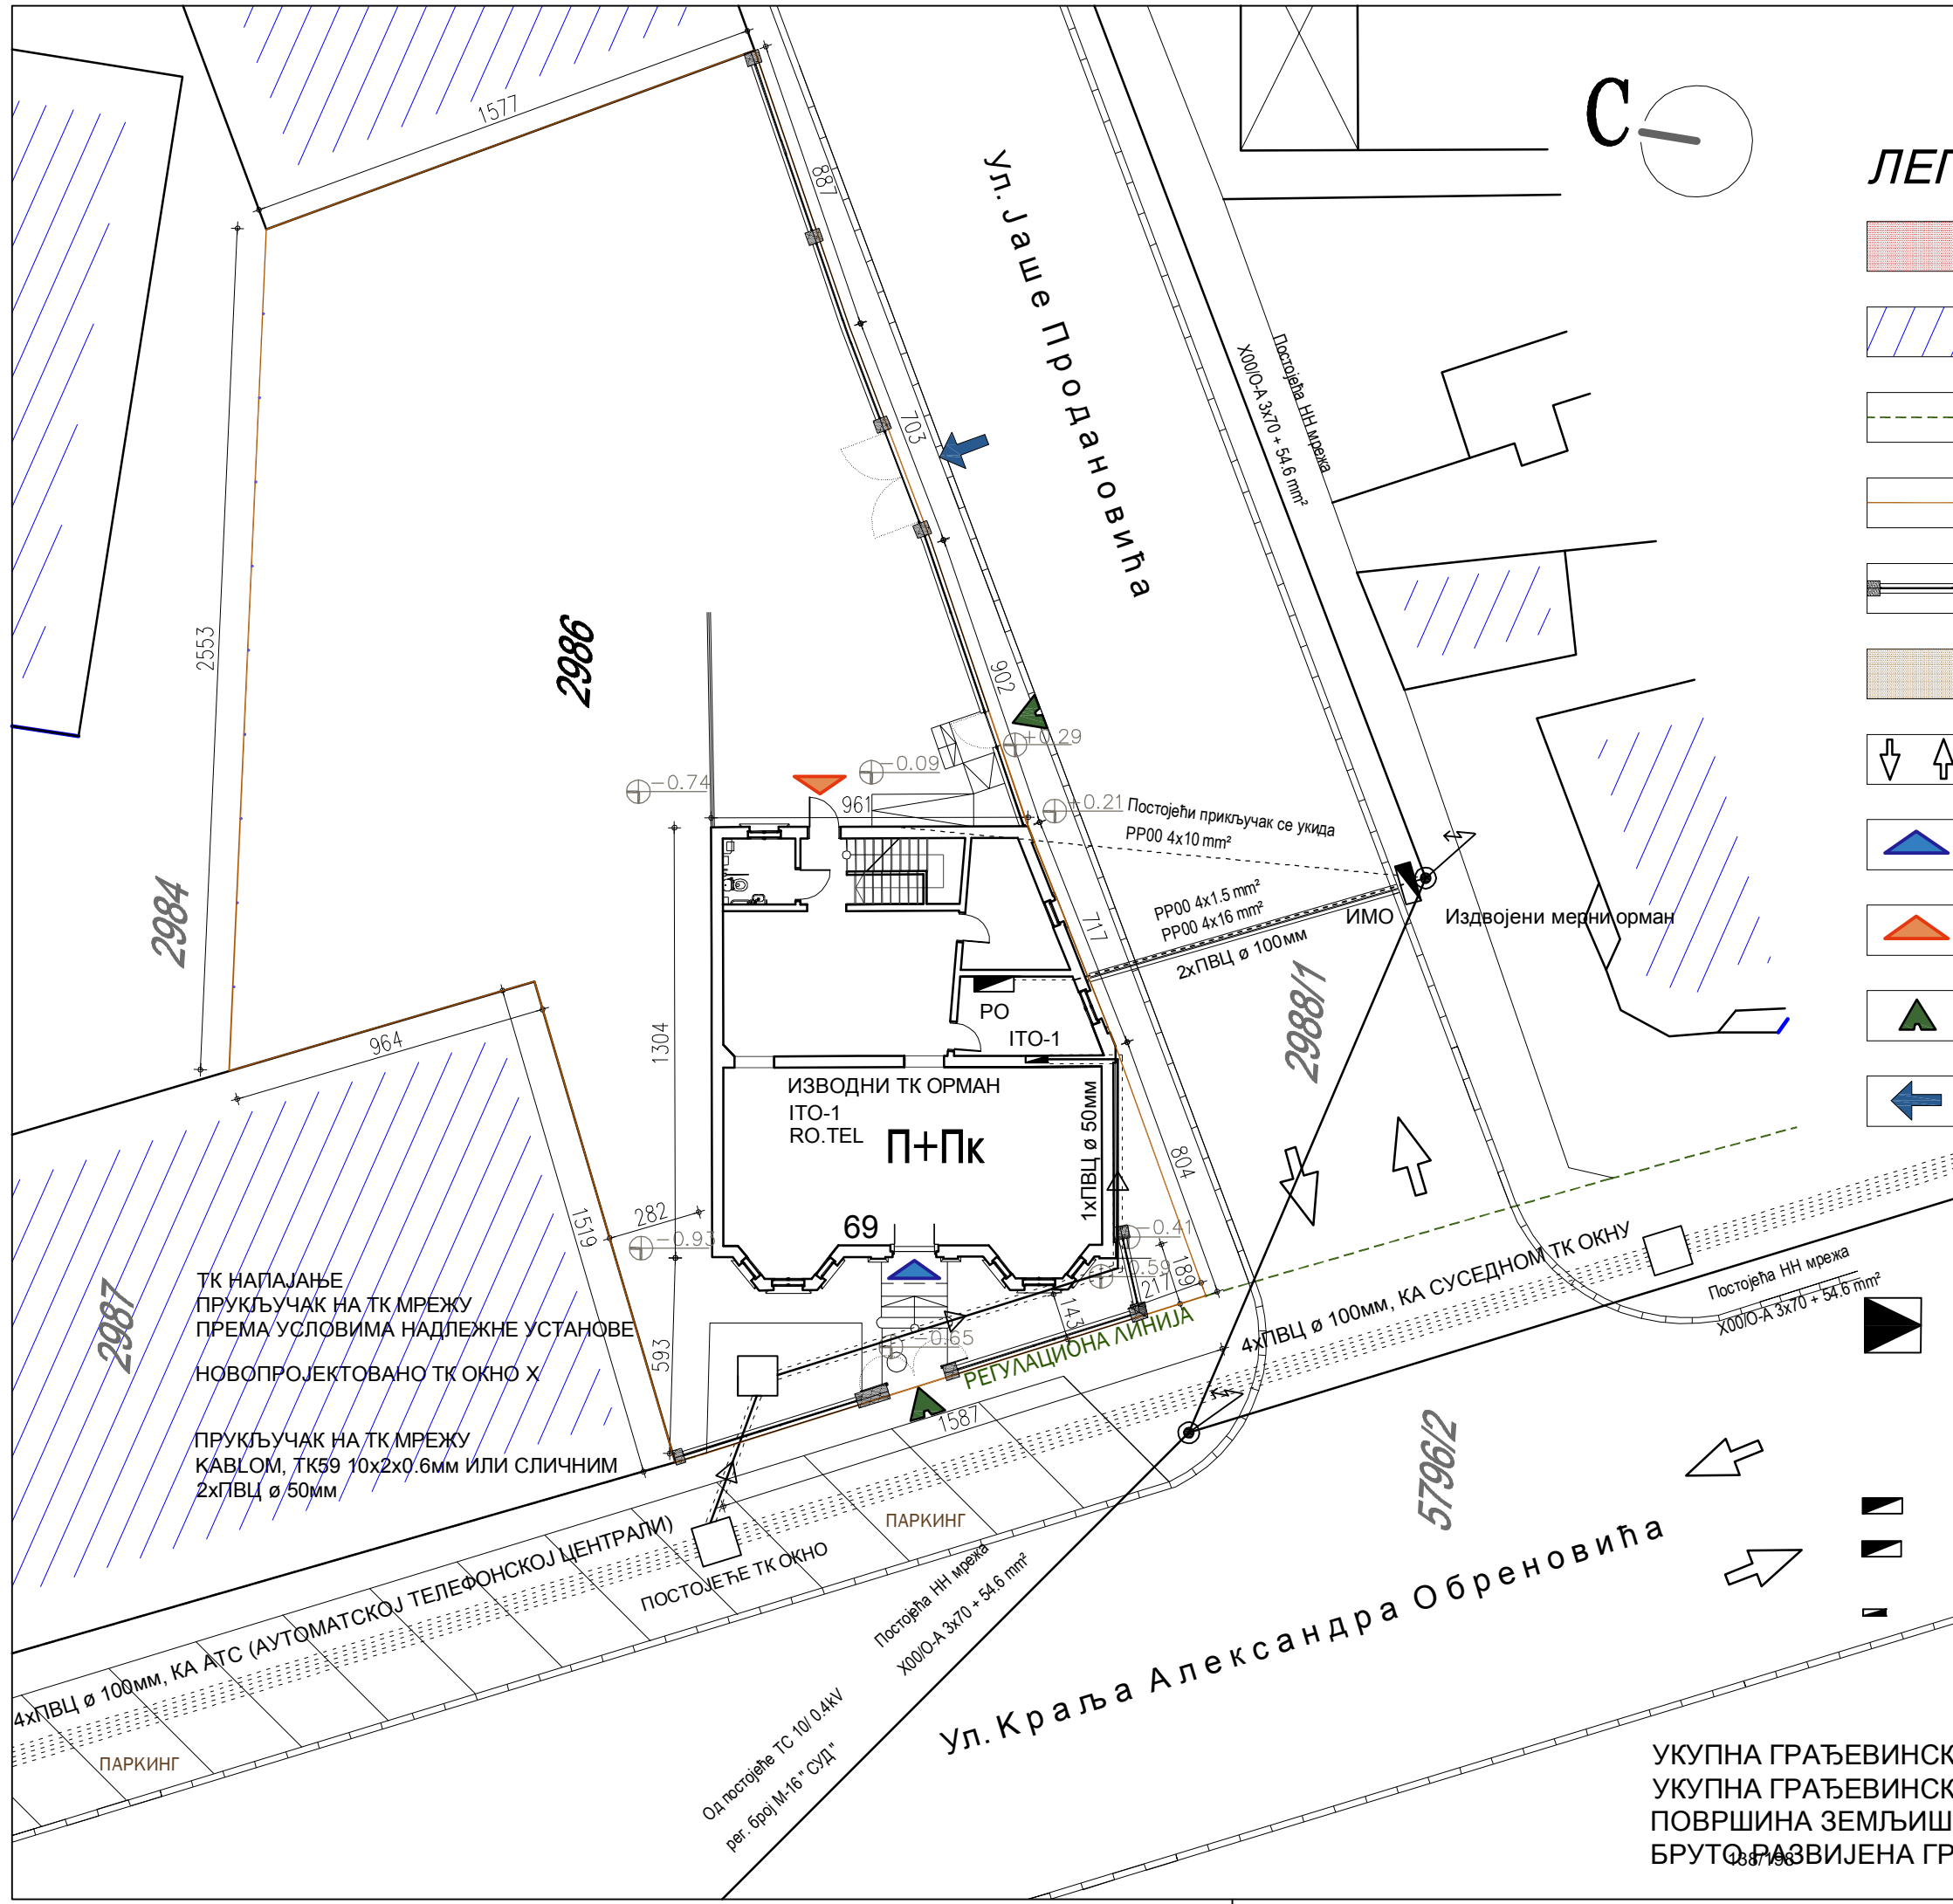 С
ЛЕГ
1577
887
Ул. Јаше Продановића
Постојећа НН мрежа
X00/O-A 3x70 + 54.6 mm²
703
2553
2986
902
+0.29
-0.09
-0.74
961
+0.21
Постојећи прикључак се укида
PP00 4x10 mm²
2984
717
PP00 4x1.5 mm²
PP00 4x16 mm²
2xПВЦ ø 100мм
ИМО
Издвојени мерни орман
2988/1
964
1304
РО
ITO-1
ИЗВОДНИ ТК ОРМАН
ITO-1
RO.TEL
П+Пк
1xПВЦ ø 50мм
804
1519
282
-0.93
69
-0.41
189
0.59
217
143
-0.65
593
2987
ТК НАПАЈАЊЕ
ПРУКЉУЧАК НА ТК МРЕЖУ
ПРЕМА УСЛОВИМА НАДЛЕЖНЕ УСТАНОВЕ
НОВОПРОЈЕКТОВАНО ТК ОКНО X
ПРУКЉУЧАК НА ТК МРЕЖУ
KABLOM, TK59 10x2x0.6мм ИЛИ СЛИЧНИМ
2xПВЦ ø 50мм
РЕГУЛАЦИОНА ЛИНИЈА
4xПВЦ ø 100мм, КА СУСЕДНОМ ТК ОКНУ
Постојећа НН мрежа
X00/O-A 3x70 + 54,6 mm²
1587
5796/2
ПАРКИНГ
ПОСТОЈЕЋЕ ТК ОКНО
4xПВЦ ø 100мм, КА АТС (АУТОМАТСКОЈ ТЕЛЕФОНСКОЈ ЦЕНТРАЛИ)
ПАРКИНГ
Постојећа НН мрежа
X00/O-A 3x70 + 54.6 mm²
Од постојеће ТС 10/ 0.4kV
рег. број М-16 " СУД"
Ул. Краља Александра Обреновића
УКУПНА ГРАЂЕВИНСК
УКУПНА ГРАЂЕВИНСК
ПОВРШИНА ЗЕМЉИШ
БРУТО РАЗВИЈЕНА ГР
138/198